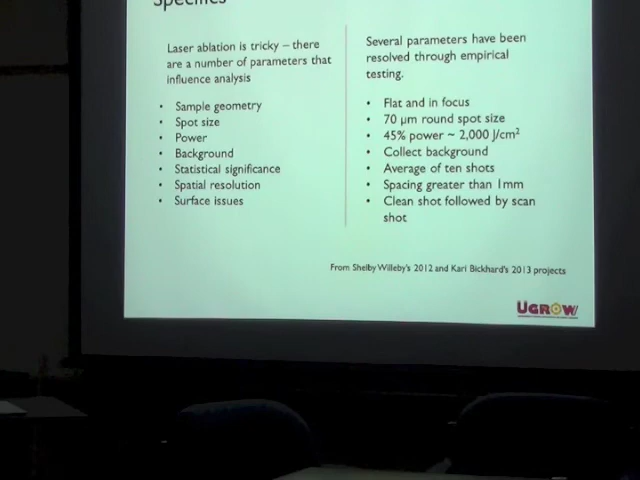 Specifics
Laser ablation is tricky – there
are a number of parameters that
influence analysis
• Sample geometry
• Spot size
• Power
• Background
• Statistical significance
• Spatial resolution
• Surface issues
Several parameters have been
resolved through empirical
testing.
• Flat and in focus
• 70 µm round spot size
• 45% power ~ 2,000 J/cm²
• Collect background
• Average of ten shots
• Spacing greater than 1mm
• Clean shot followed by scan
shot
From Shelby Willeby's 2012 and Kari Bickhard's 2013 projects
UGROW